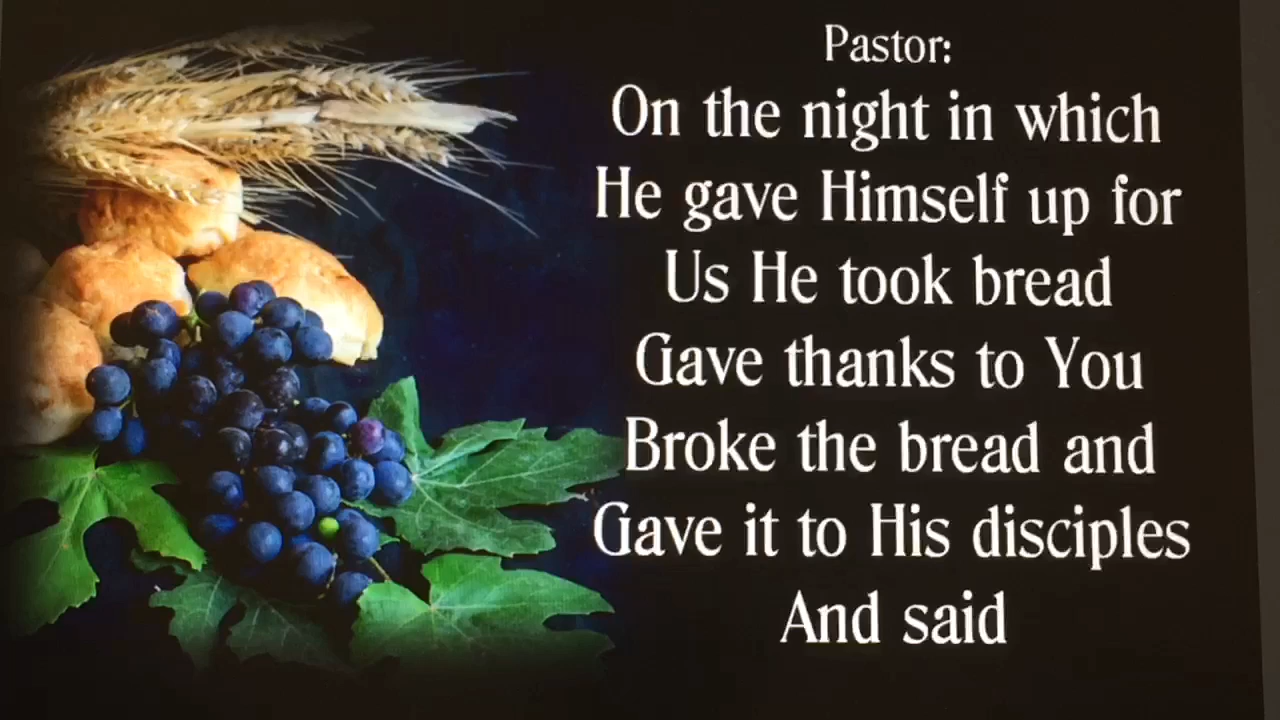 Pastor:
On the night in which
He gave Himself up for
Us He took bread
Gave thanks to You
Broke the bread and
Gave it to His disciples
And said